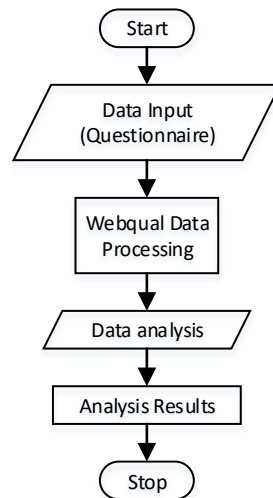 Start
Data Input
(Questionnaire)
Webqual Data
Processing
Data analysis
Analysis Results
Stop